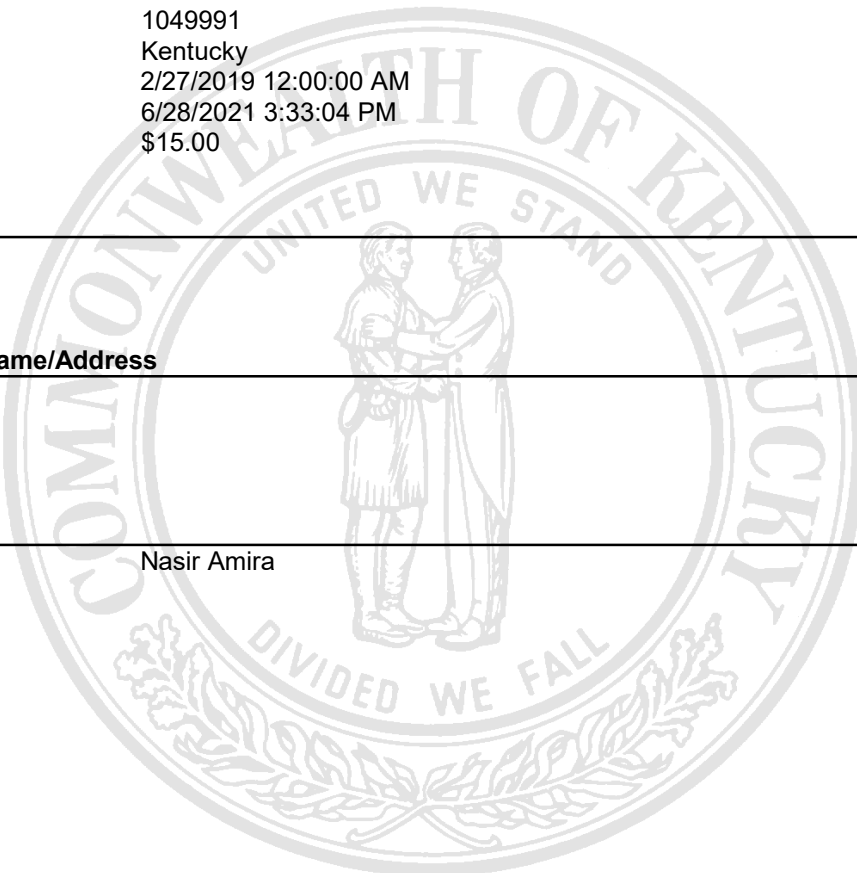 1049991
Kentucky
2/27/2019 12:00:00 AM
6/28/2021 3:33:04 PM
$15.00
COMMONWEALTH OF KENTUCKY
UNITED WE STAND
ame/Address
Nasir Amira
DIVIDED WE FALL